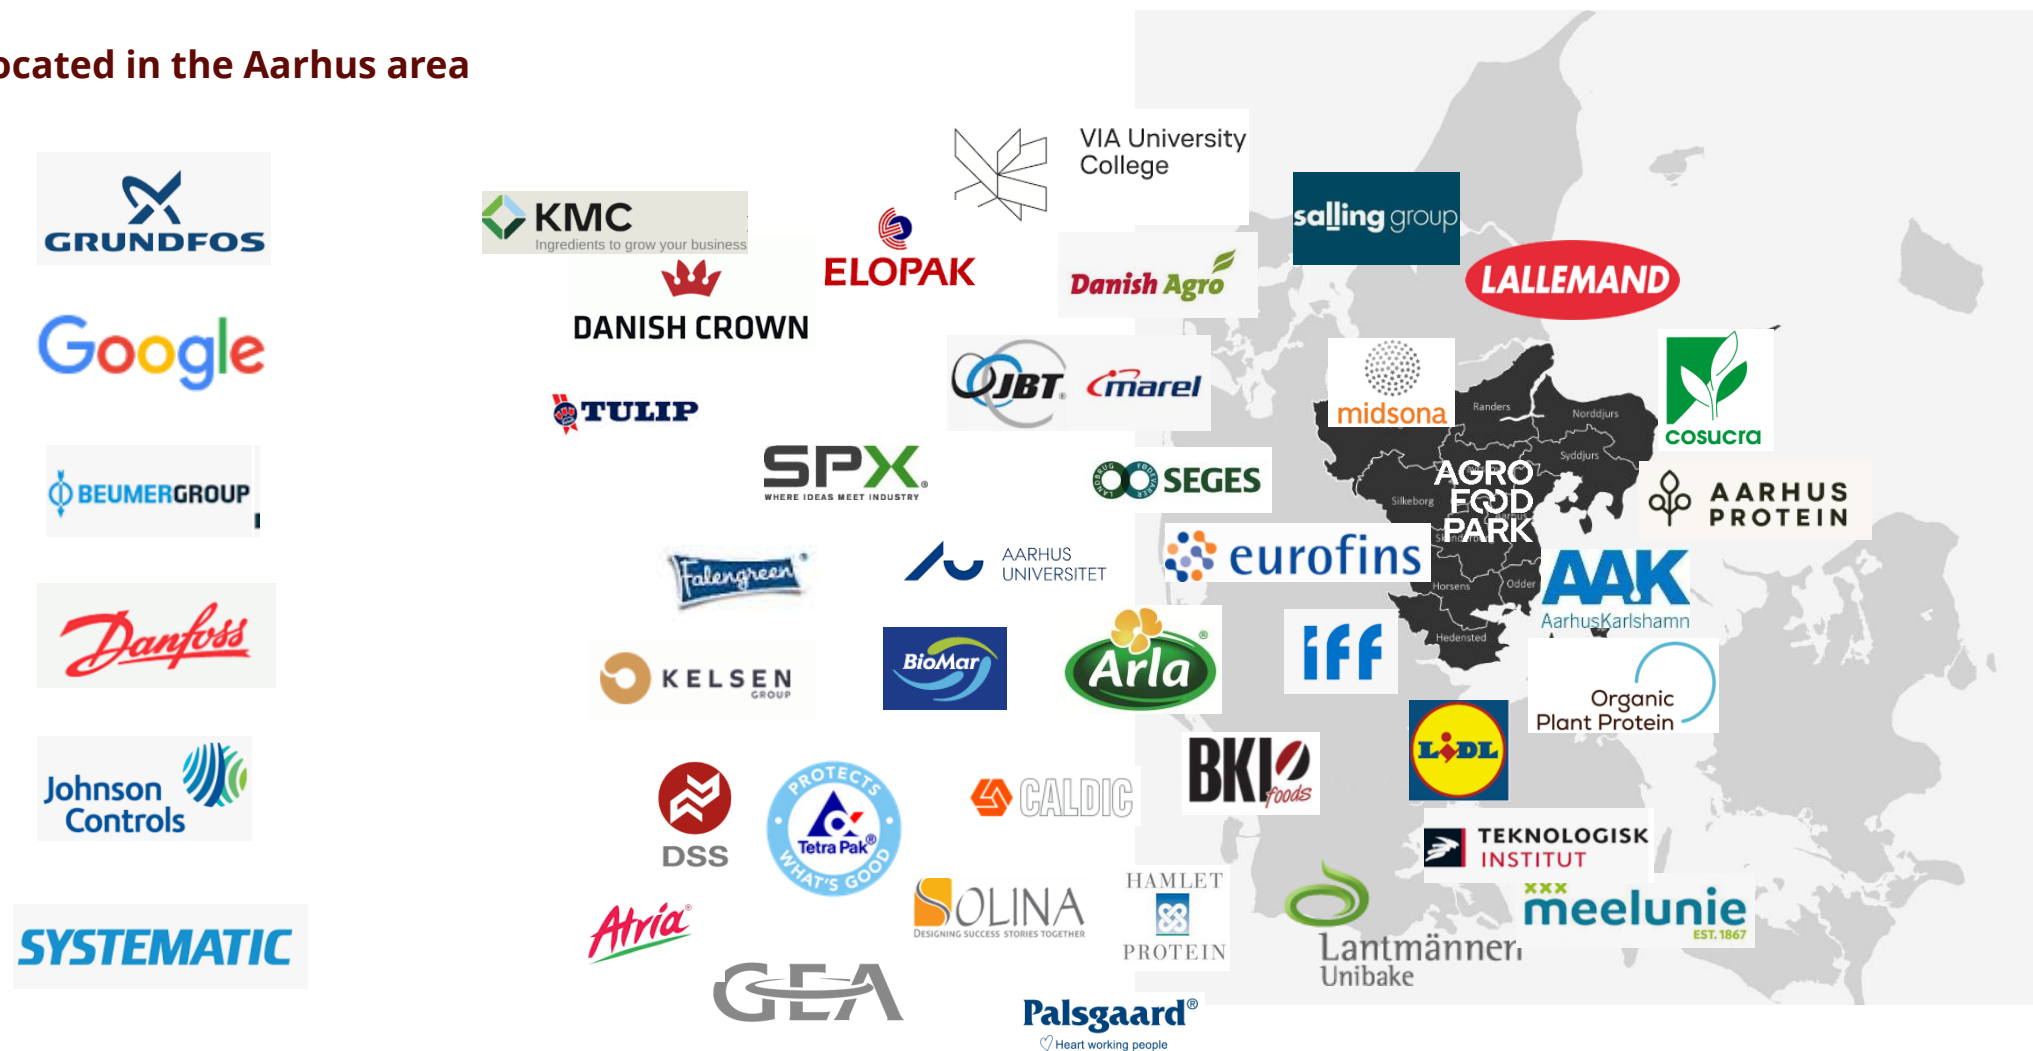 ocated in the Aarhus area
GRUNDFOS
Google
BEUMERGROUP
Danfoss
Johnson
Controls
SYSTEMATIC
KMC
Ingredients to grow your business
DANISH CROWN
TULIP
ELOPAK
VIA University
College
Danish Agro
JBT®
marel
SPX®
WHERE IDEAS MEET INDUSTRY
LANDBRUG
FØDEVARER
SEGES
Falengreen®
AARHUS
UNIVERSITET
eurofins
KELSEN
GROUP
BioMar
Arla®
iff
DSS
PROTECTS
Tetra Pak®
WHAT'S GOOD
CALDIC
BKI
foods
LIDL
Atria®
SOLINA
DESIGNING SUCCESS STORIES TOGETHER
HAMLET
PROTEIN
GEA
Palsgaard®
Heart working people
Lantmännen
Unibake
TEKNOLOGISK
INSTITUT
meelunie
EST. 1867
salling group
LALLEMAND
midsona
cosucra
Randers
Norddjurs
Syddjurs
Silkeborg
AGRO
FOOD
PARK
Horsens
Odder
Hedensted
AARHUS
PROTEIN
AAK
AarhusKarlshamn
Organic
Plant Protein